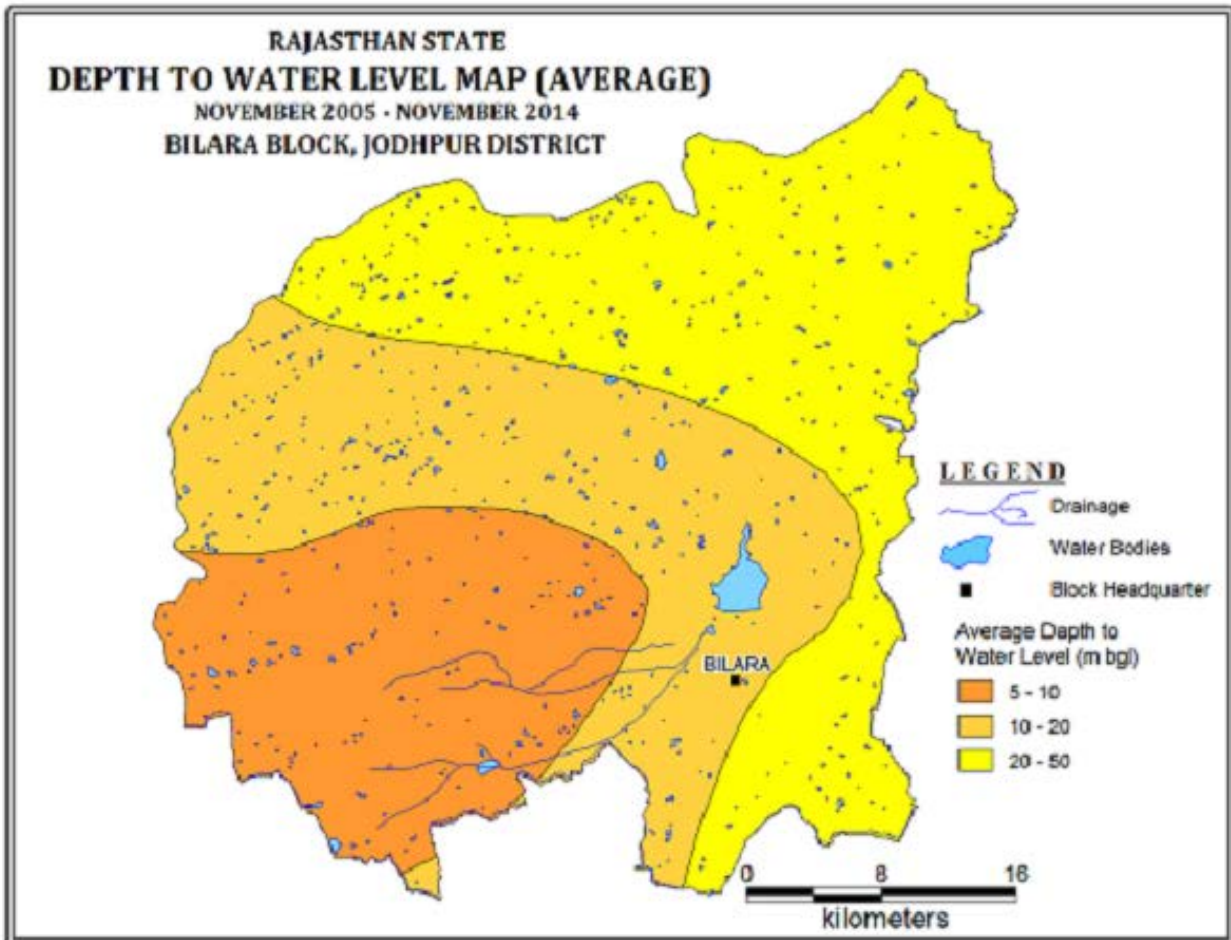 RAJASTHAN STATE
DEPTH TO WATER LEVEL MAP (AVERAGE)
NOVEMBER 2005 - NOVEMBER 2014
BILARA BLOCK, JODHPUR DISTRICT
LEGEND
Drainage
Water Bodies
Block Headquarter
Average Depth to
Water Level (m bgl)
5 - 10
10 - 20
20 - 50
BILARA
0 8 16
kilometers